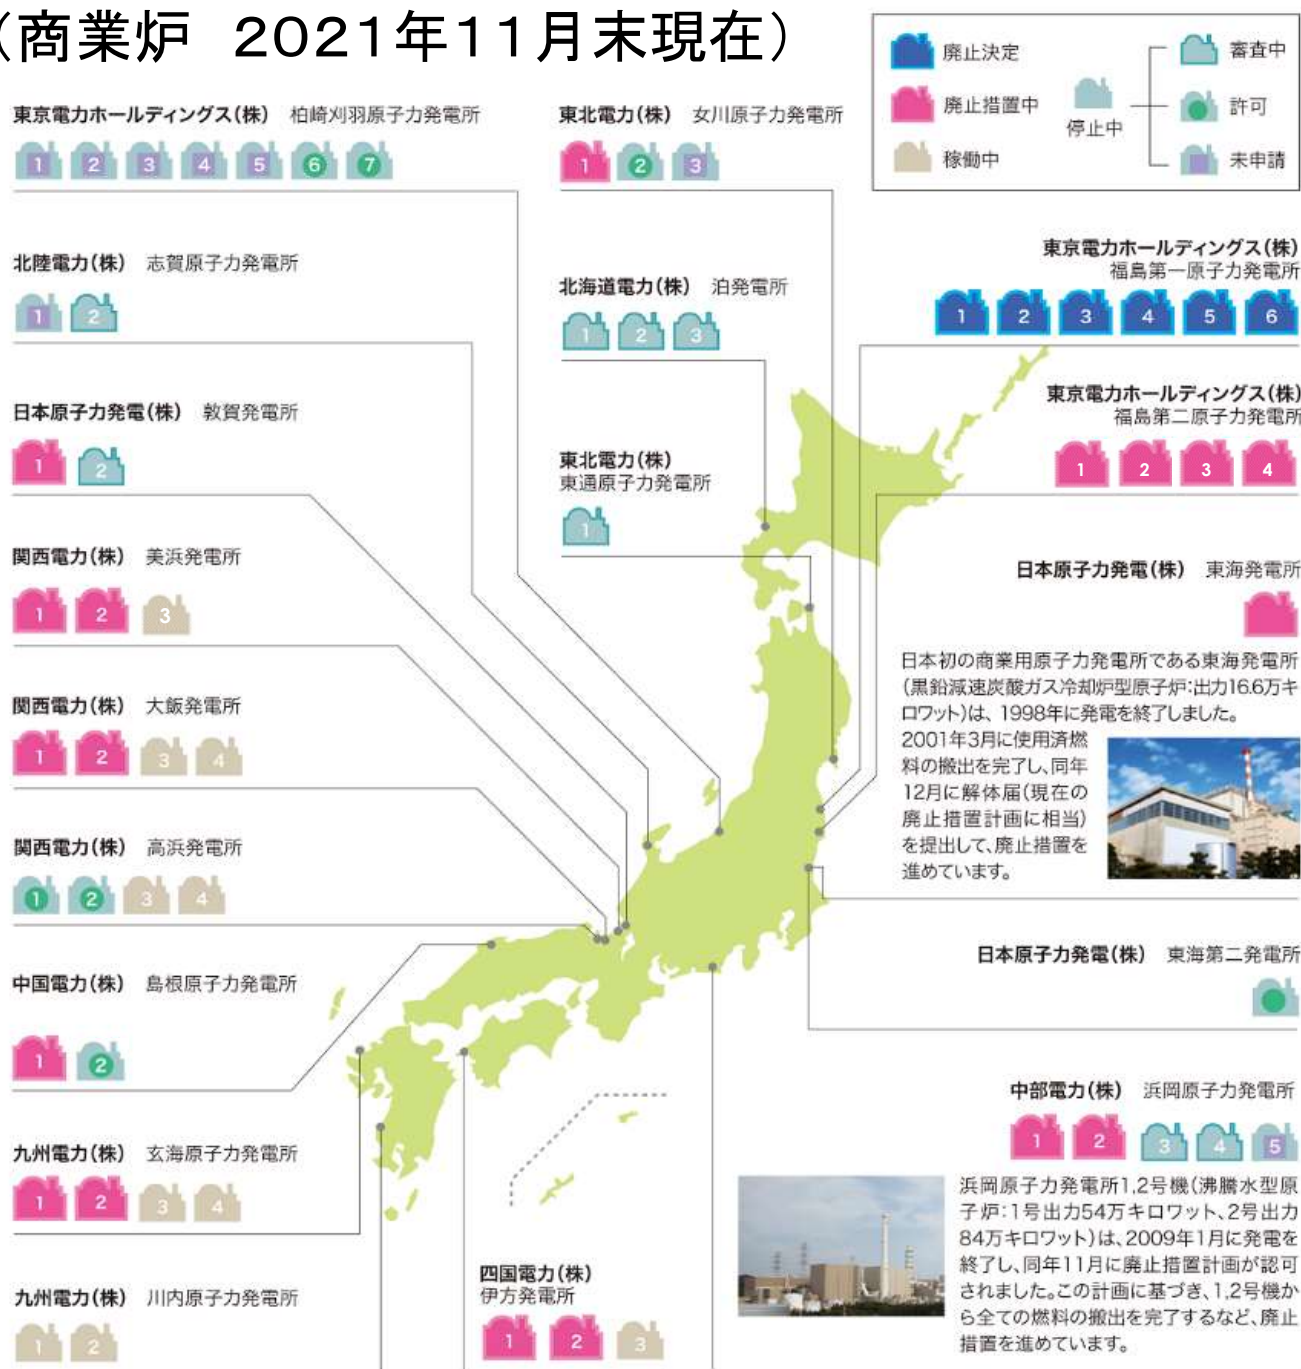 （商業炉　2021年11月末現在）
廃止決定
廃止措置中
稼働中
停止中
審査中
許可
未申請
東京電力ホールディングス(株)　柏崎刈羽原子力発電所
1 2 3 4 5 6 7
東北電力(株)　女川原子力発電所
1 2 3
北陸電力(株)　志賀原子力発電所
1 2
北海道電力(株)　泊発電所
1 2 3
東京電力ホールディングス(株)
福島第一原子力発電所
1 2 3 4 5 6
日本原子力発電(株)　敦賀発電所
1 2
東北電力(株)
東通原子力発電所
1
東京電力ホールディングス(株)
福島第二原子力発電所
1 2 3 4
関西電力(株)　美浜発電所
1 2 3
日本原子力発電(株)　東海発電所
日本初の商業用原子力発電所である東海発電所
（黒鉛減速炭酸ガス冷却炉型原子炉：出力16.6万キ
ロワット）は、1998年に発電を終了しました。
2001年3月に使用済燃
料の搬出を完了し、同年
12月に解体届（現在の
廃止措置計画に相当）
を提出して、廃止措置を
進めています。
関西電力(株)　大飯発電所
1 2 3 4
関西電力(株)　高浜発電所
1 2 3 4
日本原子力発電(株)　東海第二発電所
中国電力(株)　島根原子力発電所
1 2
中部電力(株)　浜岡原子力発電所
1 2 3 4 5
浜岡原子力発電所1,2号機（沸騰水型原
子炉：1号出力54万キロワット、2号出力
84万キロワット）は、2009年1月に発電を
終了し、同年11月に廃止措置計画が認可
されました。この計画に基づき、1,2号機か
ら全ての燃料の搬出を完了するなど、廃止
措置を進めています。
九州電力(株)　玄海原子力発電所
1 2 3 4
九州電力(株)　川内原子力発電所
1 2
四国電力(株)
伊方発電所
1 2 3